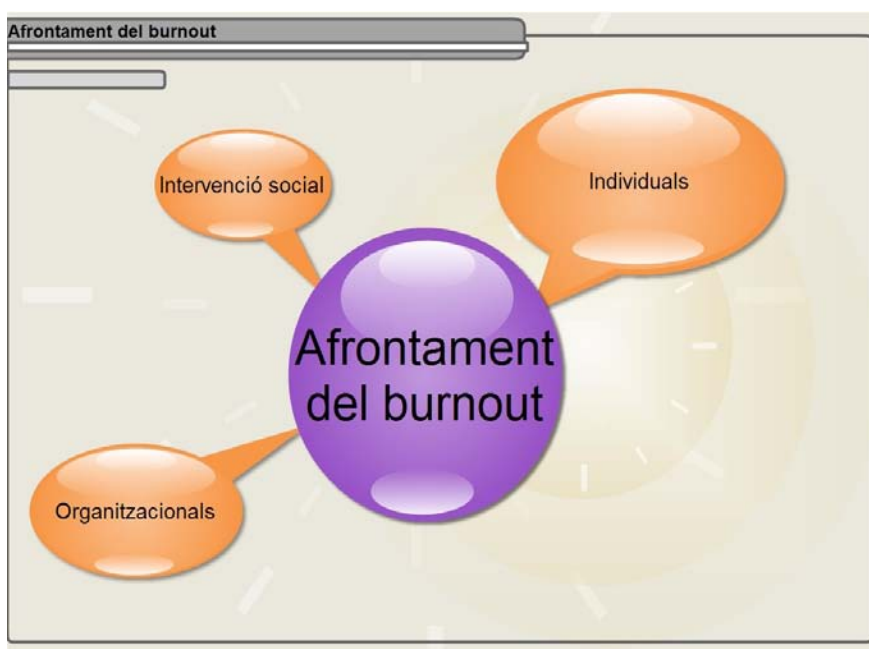 Afrontament del burnout
Intervenció social
Individuals
Afrontament
del burnout
Organitzacionals